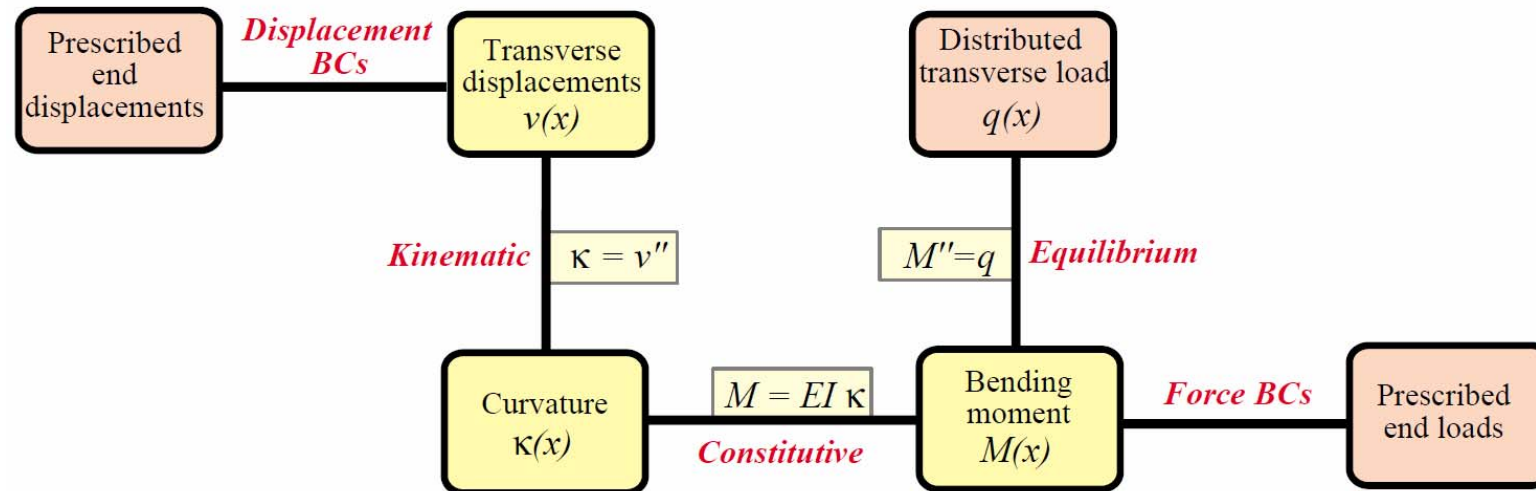 Prescribed
end
displacements
Displacement
BCs
Transverse
displacements
v(x)
Distributed
transverse load
q(x)
Kinematic
κ = v''
M''=q
Equilibrium
Curvature
κ(x)
M = EI κ
Constitutive
Bending
moment
M(x)
Force BCs
Prescribed
end loads